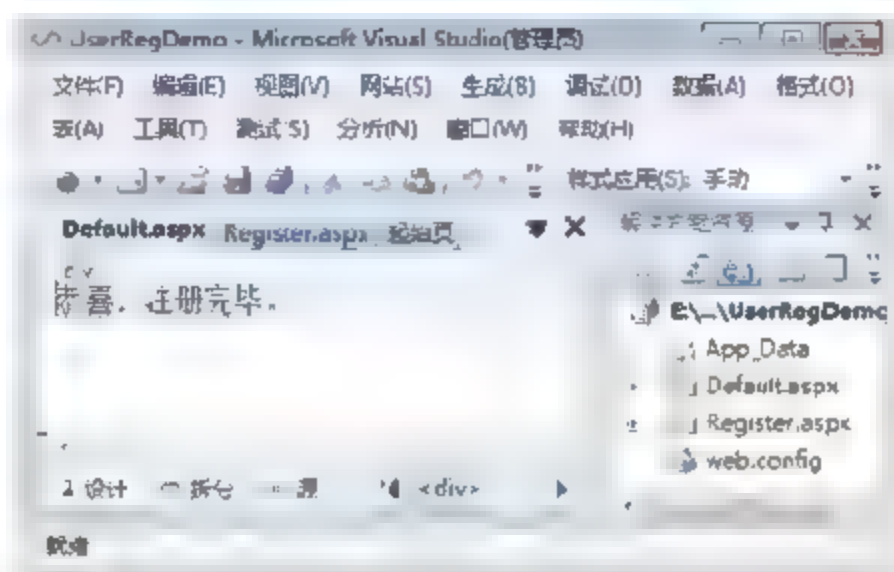 UserRegDemo - Microsoft Visual Studio(管理员)
文件(F) 编辑(E) 视图(V) 网站(S) 生成(B) 调试(D) 数据(A) 格式(O)
表(A) 工具(T) 测试(S) 分析(N) 窗口(W) 帮助(H)
样式应用(S): 手动
Default.aspx Register.aspx 起始页
恭喜，注册完毕。
E:\...\UserRegDemo
App_Data
Default.aspx
Register.aspx
web.config
设计 拆分 源 <div>
就绪